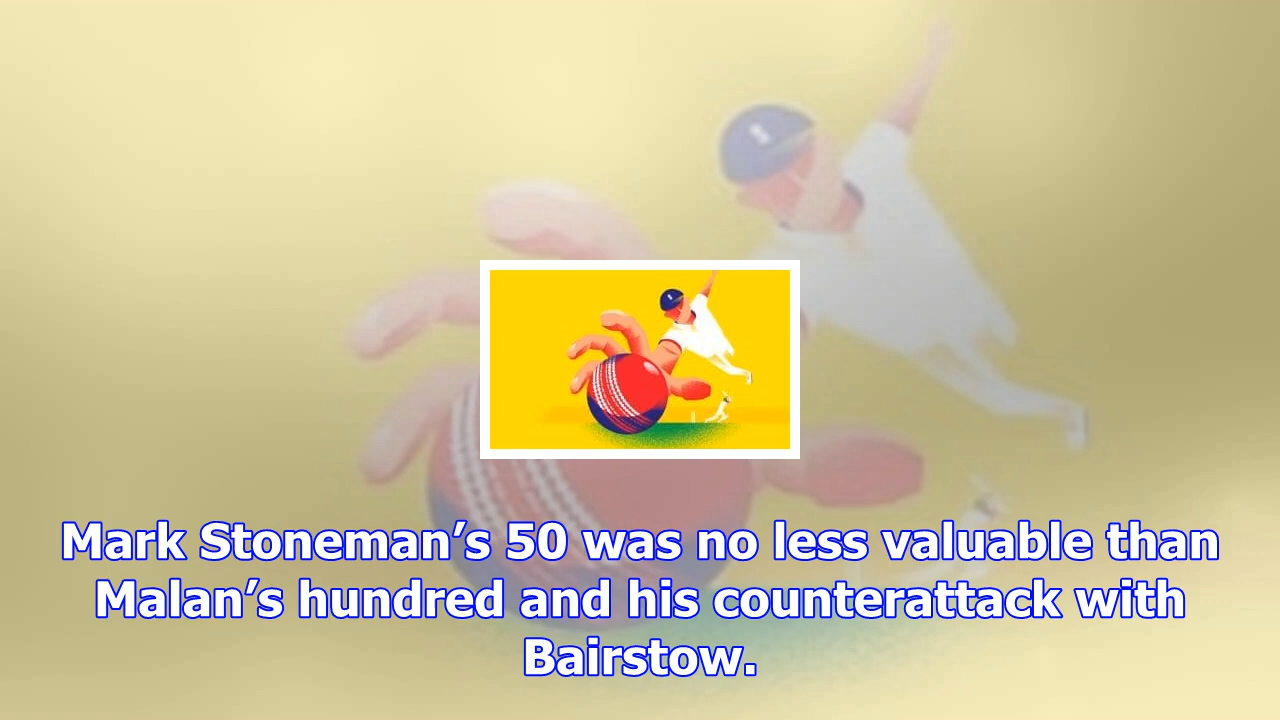 Mark Stoneman’s 50 was no less valuable than
Malan’s hundred and his counterattack with
Bairstow.